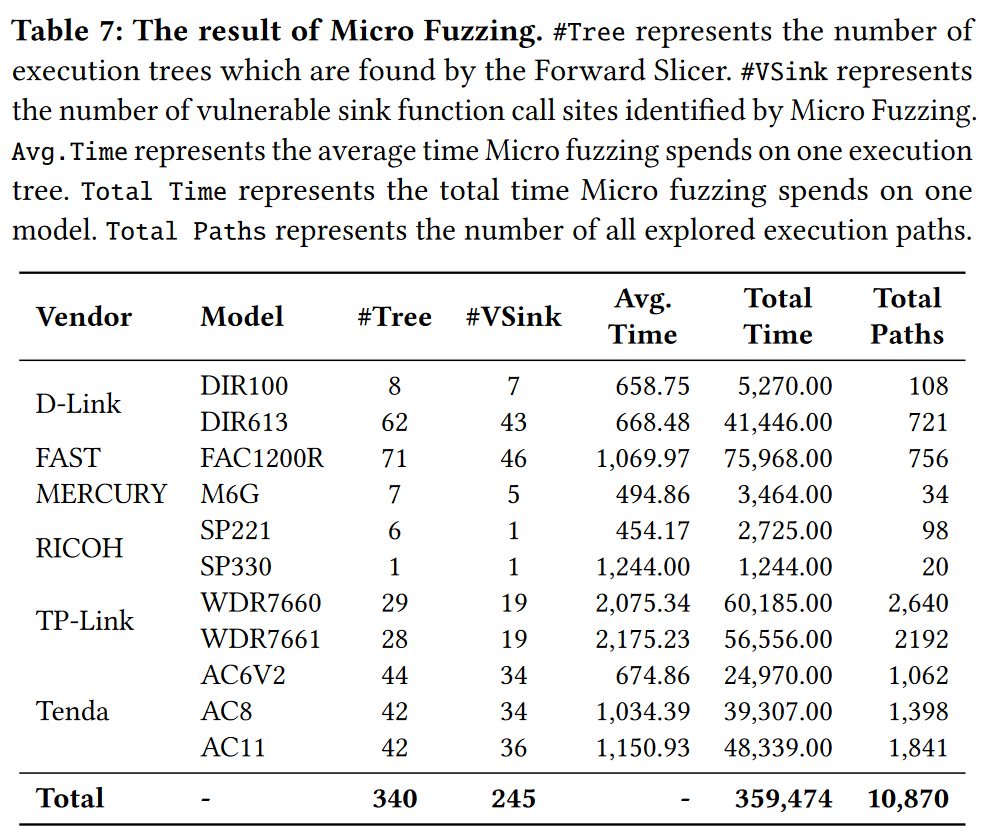 Table 7: The result of Micro Fuzzing. #Tree represents the number of
execution trees which are found by the Forward Slicer. #VSink represents
the number of vulnerable sink function call sites identified by Micro Fuzzing.
Avg.Time represents the average time Micro fuzzing spends on one execution
tree. Total Time represents the total time Micro fuzzing spends on one
model. Total Paths represents the number of all explored execution paths.
Vendor Model #Tree #VSink Avg. Time Total Time Total Paths
D-Link DIR100 8 7 658.75 5,270.00 108
DIR613 62 43 668.48 41,446.00 721
FAST FAC1200R 71 46 1,069.97 75,968.00 756
MERCURY M6G 7 5 494.86 3,464.00 34
RICOH SP221 6 1 454.17 2,725.00 98
SP330 1 1 1,244.00 1,244.00 20
TP-Link WDR7660 29 19 2,075.34 60,185.00 2,640
WDR7661 28 19 2,175.23 56,556.00 2192
AC6V2 44 34 674.86 24,970.00 1,062
Tenda AC8 42 34 1,034.39 39,307.00 1,398
AC11 42 36 1,150.93 48,339.00 1,841
Total - 340 245 - 359,474 10,870